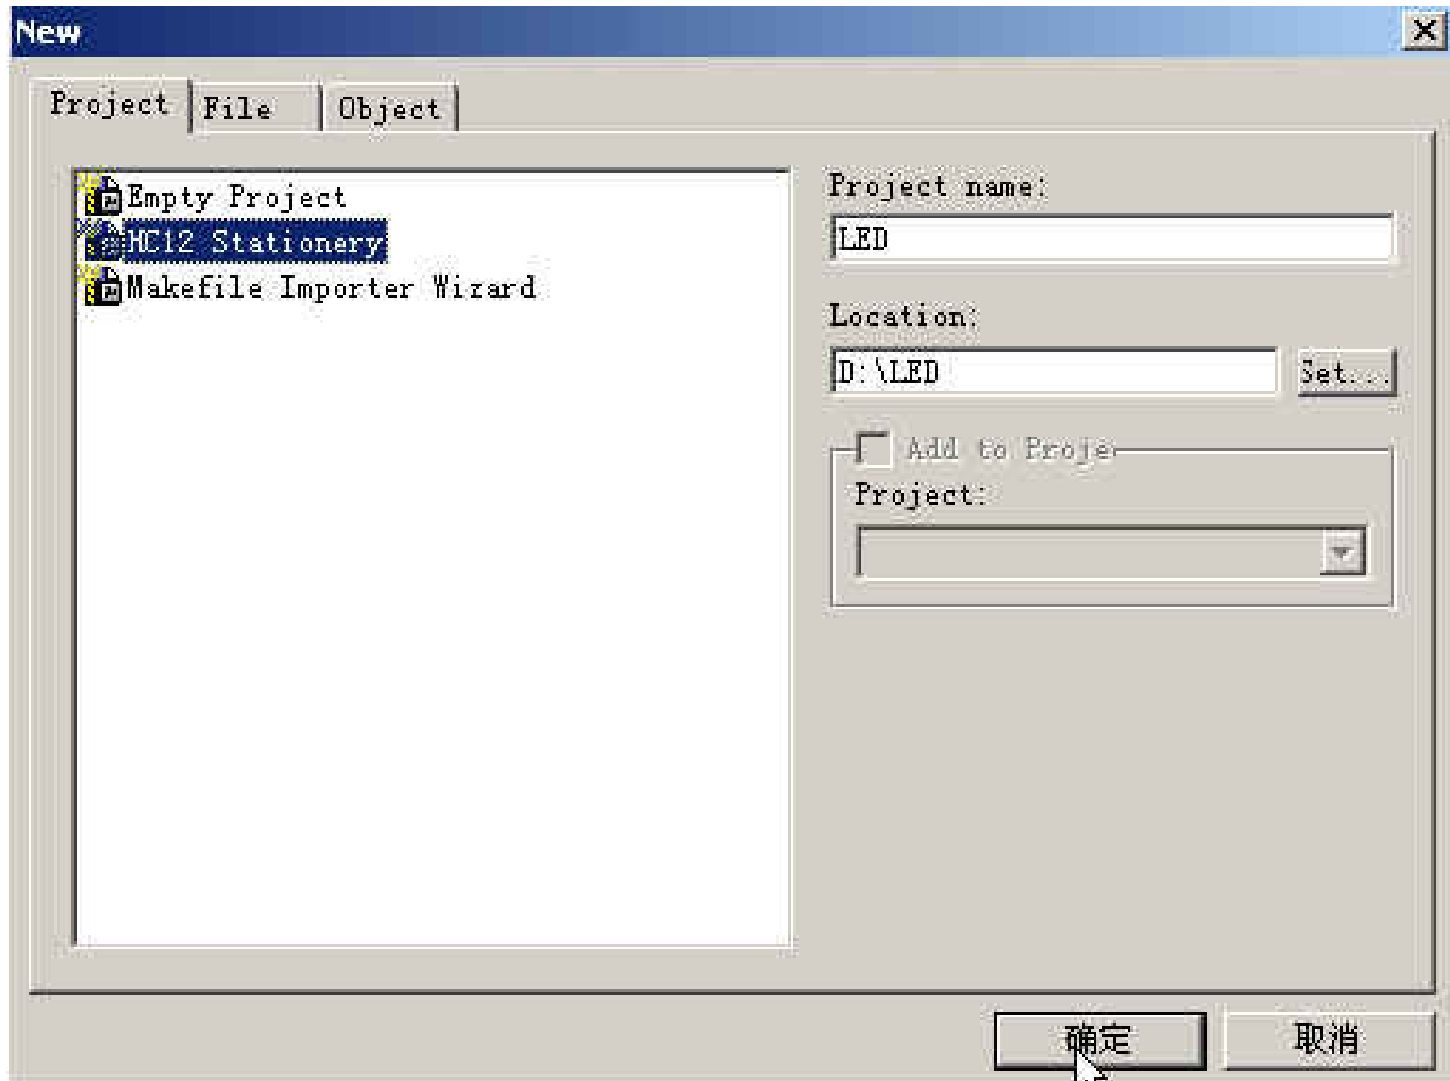 New
Project File Object
Empty Project
HC12 Stationery
Makefile Importer Wizard
Project name:
LED
Location:
D:\LED
Set...
Add to Proje
Project:
确定 取消